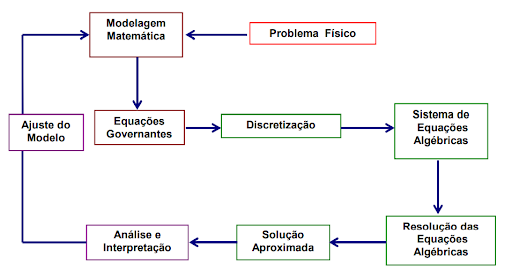 Modelagem
Matemática
Problema Físico
Ajuste do
Modelo
Equações
Governantes
Discretização
Sistema de
Equações
Algébricas
Análise e
Interpretação
Solução
Aproximada
Resolução das
Equações
Algébricas